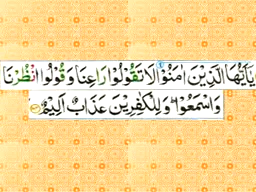 يٰۤاَيُّهَا الَّذِيْنَ اٰمَنُوْا لَا تَقُوْلُوْا رَاعِنَا وَ قُوْلُوا انْظُرْنَا
وَ اسْمَعُوْا ؕ وَ لِلْكٰفِرِيْنَ عَذَابٌ اَلِيْمٌ